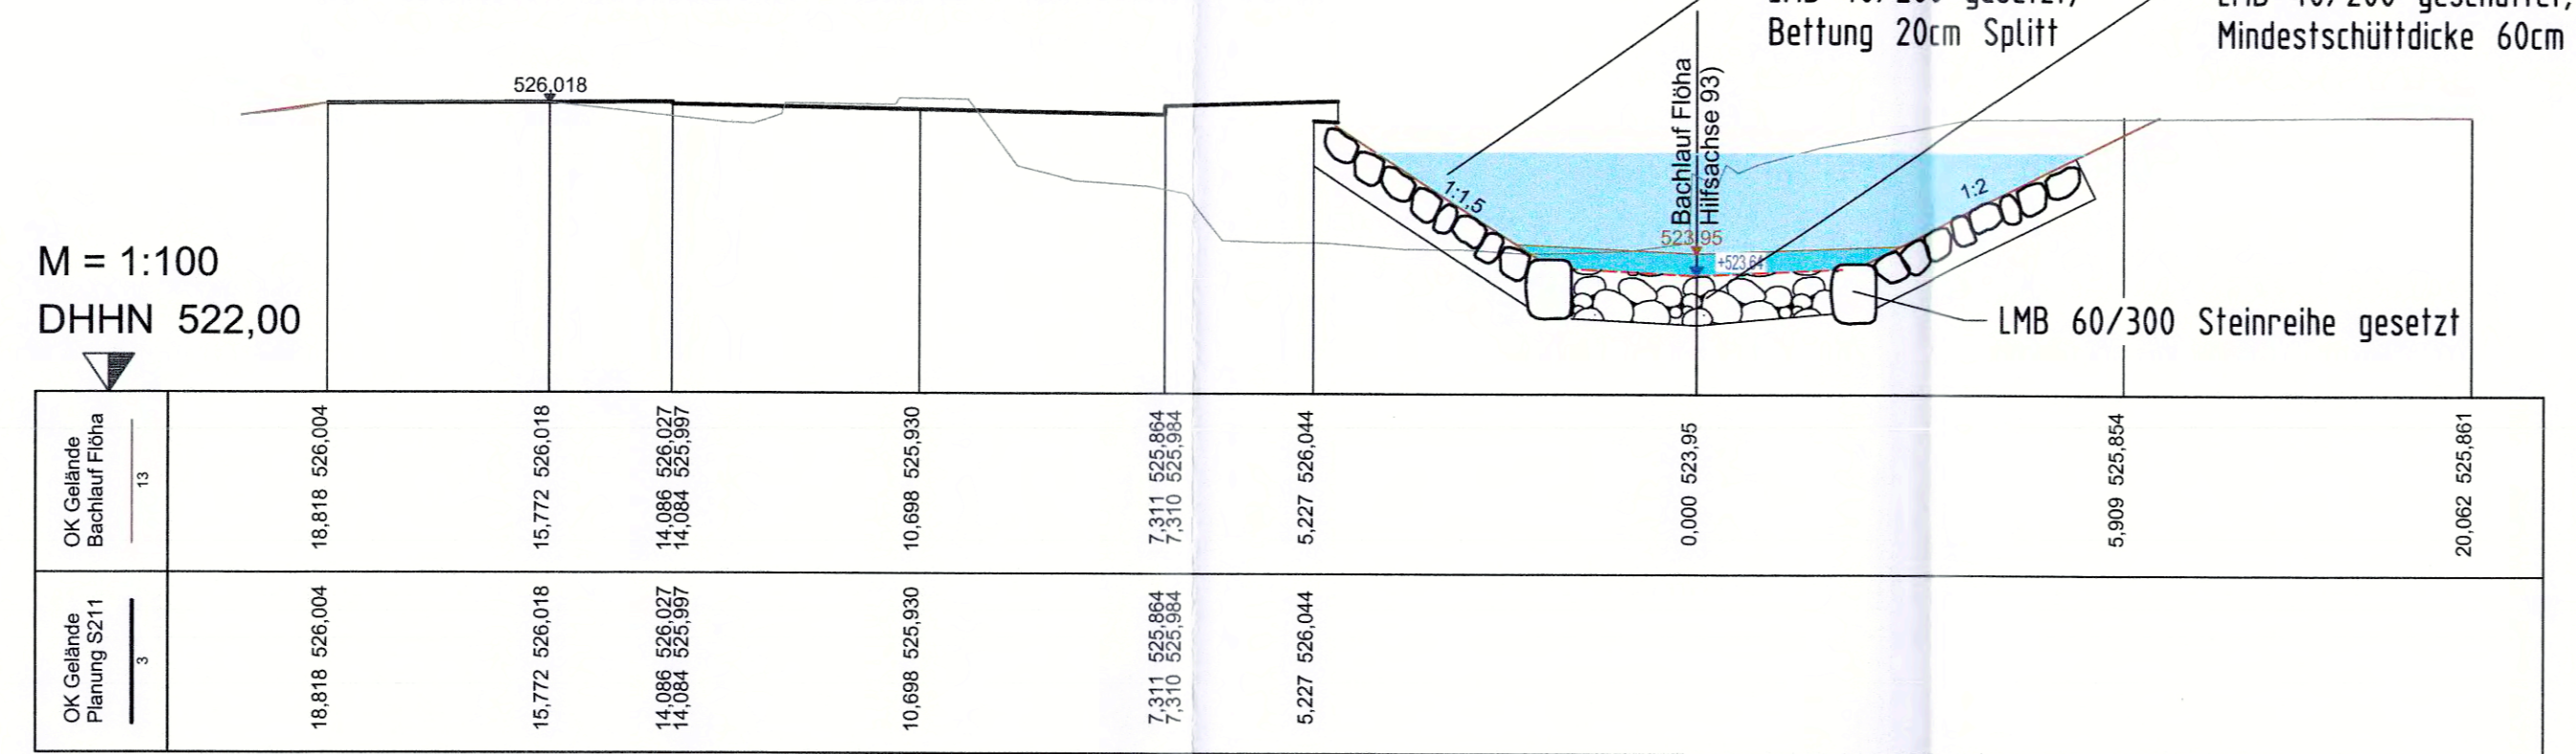 Bettung 20cm Splitt
Mindestschüttdicke 60cm
526,018
Bachlauf Flöha
Hilfsachse 93)
1:1,5
1:2
523,95
+523,64
M = 1:100
DHHN 522,00
LMB 60/300 Steinreihe gesetzt
OK Gelände
Bachlauf Flöha
13
18,818 526,004
15,772 526,018
14,086 526,027
14,084 525,997
10,698 525,930
7,311 525,864
7,310 525,984
5,227 526,044
0,000 523,95
5,909 525,854
20,062 525,861
OK Gelände
Planung S211
3
18,818 526,004
15,772 526,018
14,086 526,027
14,084 525,997
10,698 525,930
7,311 525,864
7,310 525,984
5,227 526,044